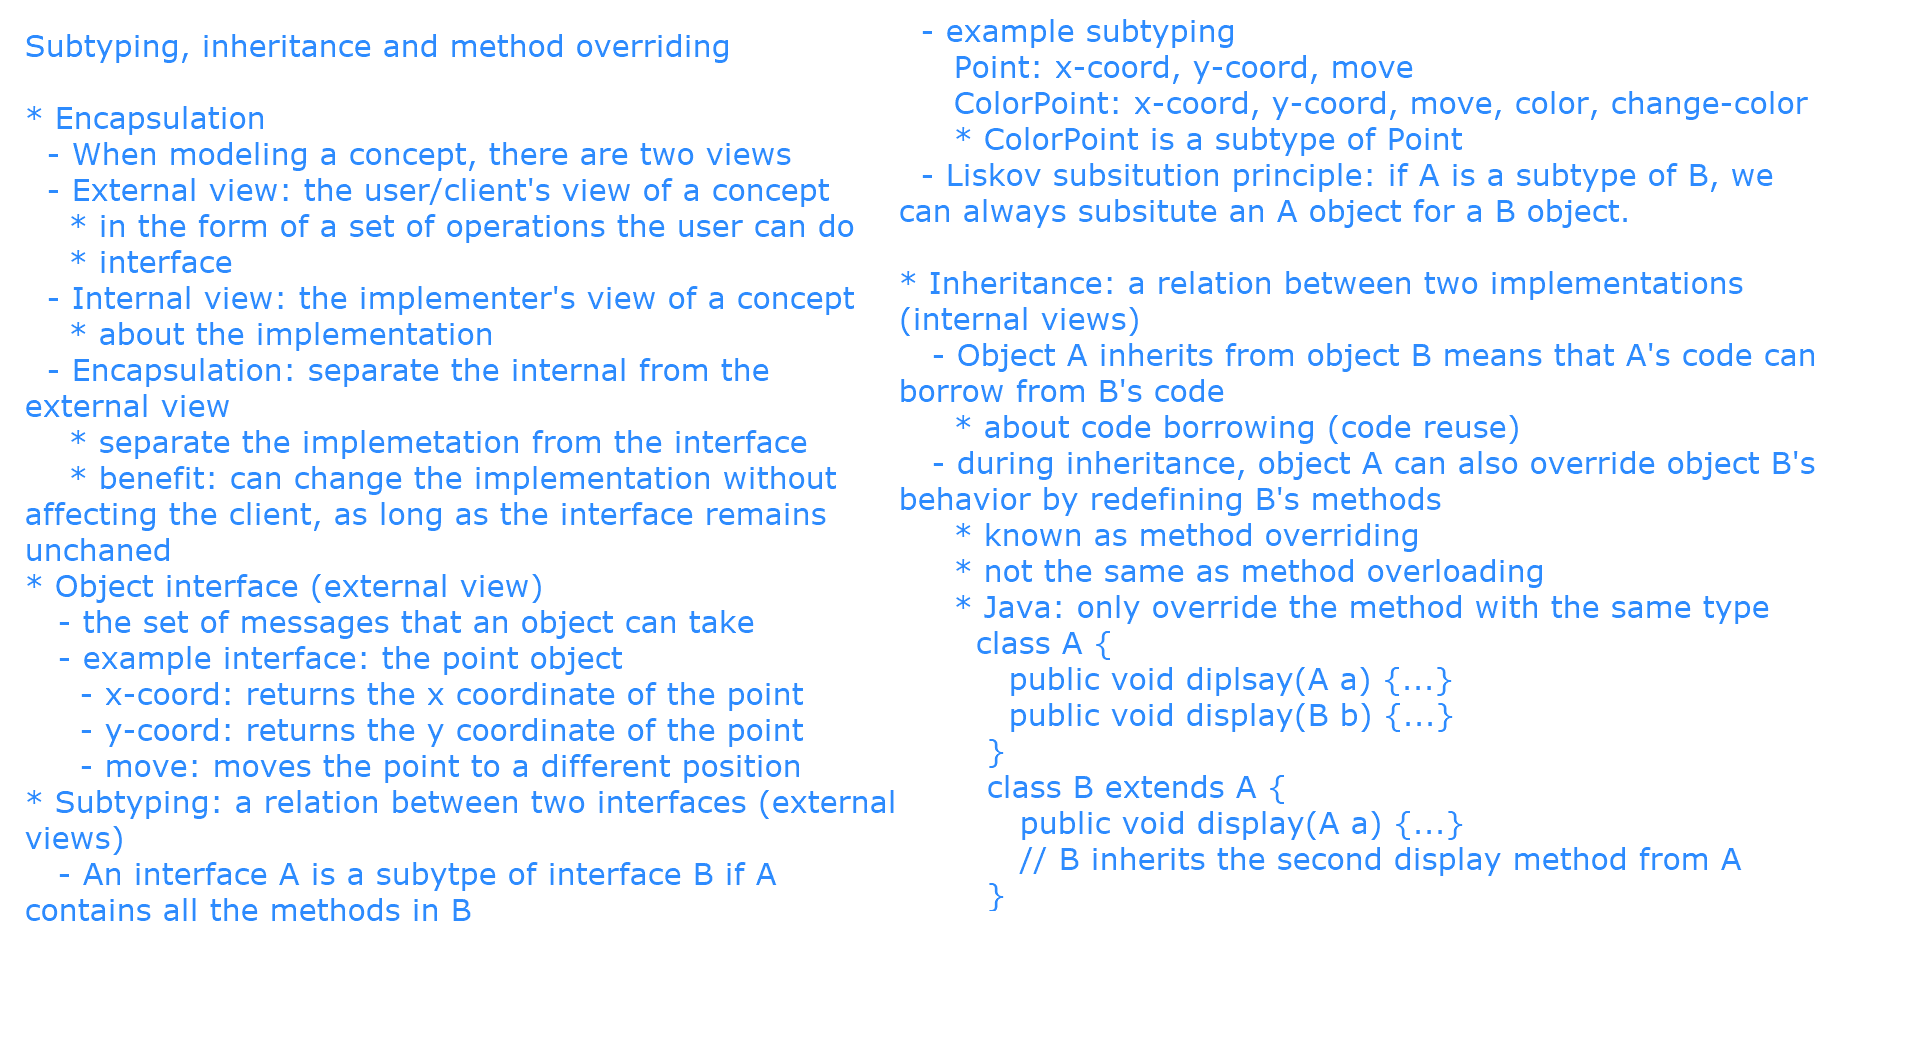 Subtyping, inheritance and method overriding
* Encapsulation
- When modeling a concept, there are two views
- External view: the user/client's view of a concept
* in the form of a set of operations the user can do
* interface
- Internal view: the implementer's view of a concept
* about the implementation
- Encapsulation: separate the internal from the
external view
* separate the implemetation from the interface
* benefit: can change the implementation without
affecting the client, as long as the interface remains
unchaned
* Object interface (external view)
- the set of messages that an object can take
- example interface: the point object
- x-coord: returns the x coordinate of the point
- y-coord: returns the y coordinate of the point
- move: moves the point to a different position
* Subtyping: a relation between two interfaces (external
views)
- An interface A is a subytpe of interface B if A
contains all the methods in B
- example subtyping
Point: x-coord, y-coord, move
ColorPoint: x-coord, y-coord, move, color, change-color
* ColorPoint is a subtype of Point
- Liskov subsitution principle: if A is a subtype of B, we
can always subsitute an A object for a B object.
* Inheritance: a relation between two implementations
(internal views)
- Object A inherits from object B means that A's code can
borrow from B's code
* about code borrowing (code reuse)
- during inheritance, object A can also override object B's
behavior by redefining B's methods
* known as method overriding
* not the same as method overloading
* Java: only override the method with the same type
class A {
public void diplsay(A a) {...}
public void display(B b) {...}
}
class B extends A {
public void display(A a) {...}
// B inherits the second display method from A
}